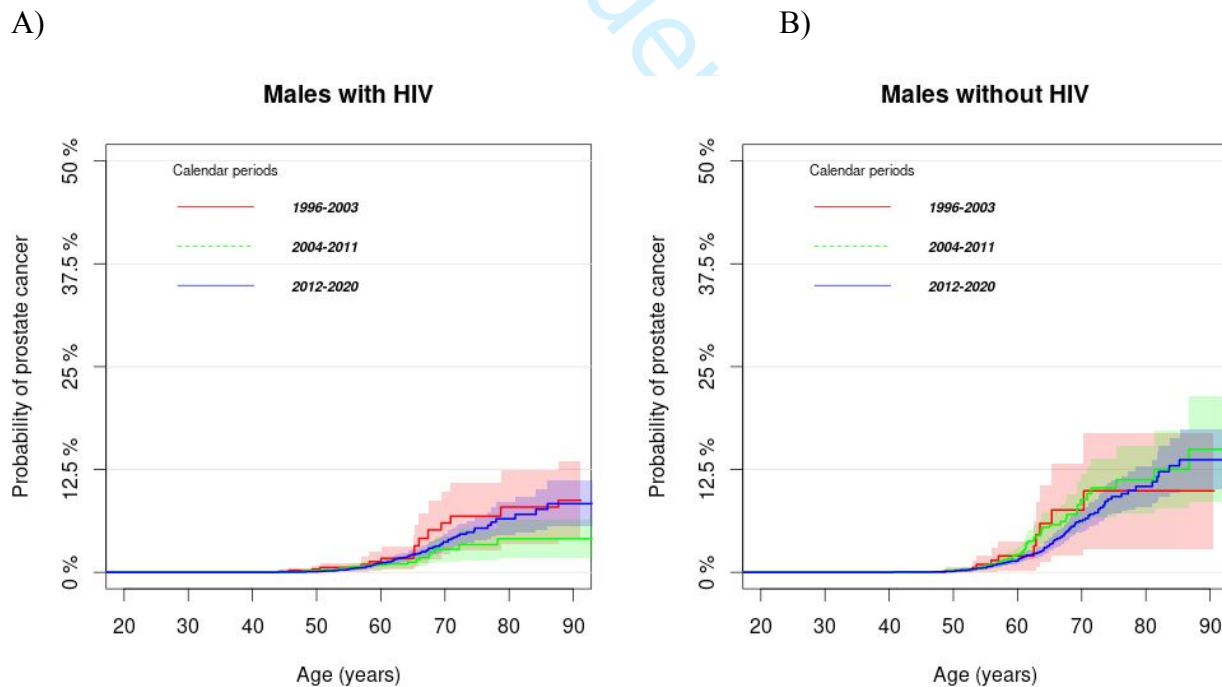 A)
B)
Males with HIV
Calendar periods
1996-2003
2004-2011
2012-2020
Probability of prostate cancer
50 %
37.5 %
25 %
12.5 %
0 %
20 30 40 50 60 70 80 90
Age (years)
Males without HIV
Calendar periods
1996-2003
2004-2011
2012-2020
Probability of prostate cancer
50 %
37.5 %
25 %
12.5 %
0 %
20 30 40 50 60 70 80 90
Age (years)